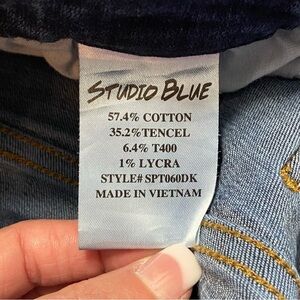 STUDIO BLUE
57.4% COTTON
35.2%TENCEL
6.4% T400
1% LYCRA
STYLE# SPT060DK
MADE IN VIETNAM